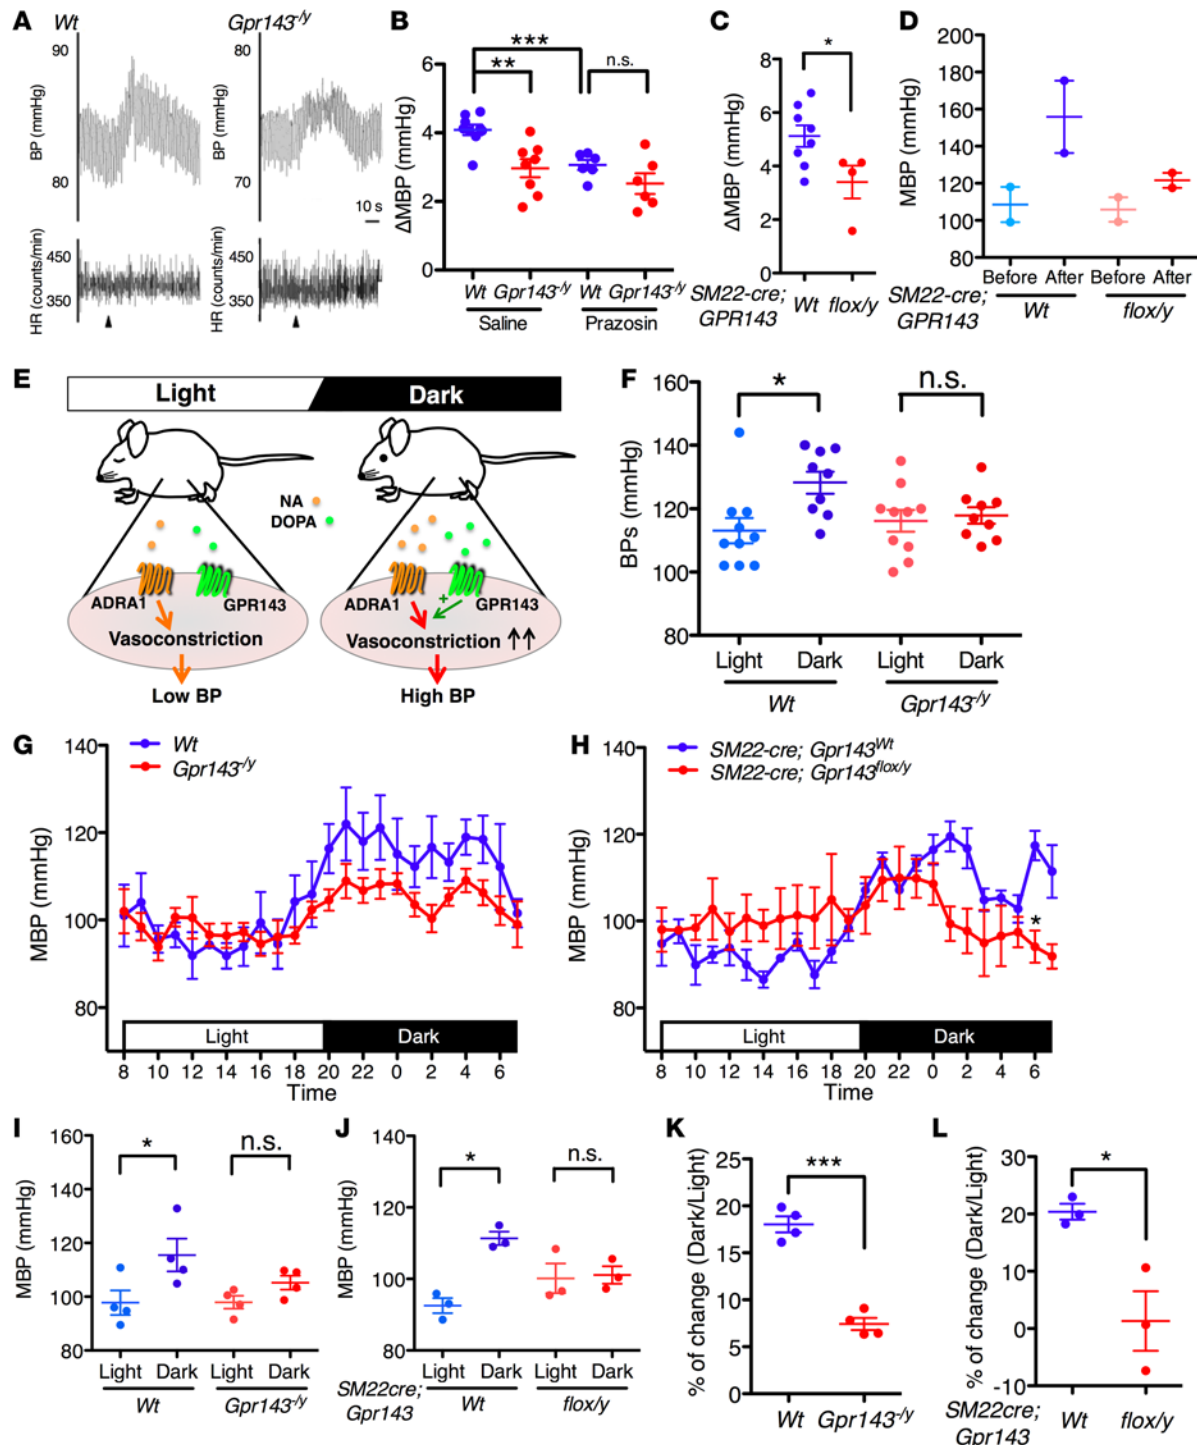 A
Wt
Gpr143-/y
90
80
BP (mmHg)
80
BP (mmHg)
70
10 s
HR (counts/min)
450
350
HR (counts/min)
450
350
B
***
**
n.s.
6
4
2
0
ΔMBP (mmHg)
Wt Gpr143-/y Wt Gpr143-/y
Saline Prazosin
C
*
8
6
4
2
0
ΔMBP (mmHg)
SM22-cre;
GPR143
Wt flox/y
D
200
180
160
140
120
100
80
MBP (mmHg)
Before After Before After
SM22-cre;
GPR143
Wt flox/y
E
Light Dark
NA
DOPA
ADRA1 GPR143
Vasoconstriction
Low BP
ADRA1 + GPR143
Vasoconstriction ↑↑
High BP
F
* n.s.
160
140
120
100
80
BPs (mmHg)
Light Dark Light Dark
Wt Gpr143-/y
G
Wt
Gpr143-/y
140
120
100
80
MBP (mmHg)
Light Dark
8 10 12 14 16 18 20 22 0 2 4 6
Time
H
SM22-cre; Gpr143Wt
SM22-cre; Gpr143flox/y
140
120
100
80
MBP (mmHg)
*
Light Dark
8 10 12 14 16 18 20 22 0 2 4 6
Time
I
* n.s.
160
140
120
100
80
MBP (mmHg)
Light Dark Light Dark
Wt Gpr143-/y
J
* n.s.
140
120
100
80
MBP (mmHg)
Light Dark Light Dark
SM22cre;
Gpr143
Wt flox/y
K
***
25
20
15
10
5
0
% of change (Dark/Light)
Wt Gpr143-/y
L
*
30
20
10
0
-10
% of change (Dark/Light)
SM22cre;
Gpr143
Wt flox/y